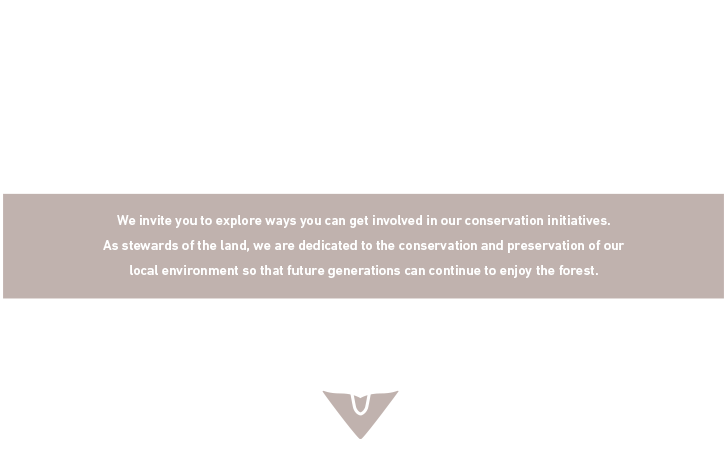 We invite you to explore ways you can get involved in our conservation initiatives.
As stewards of the land, we are dedicated to the conservation and preservation of our
local environment so that future generations can continue to enjoy the forest.